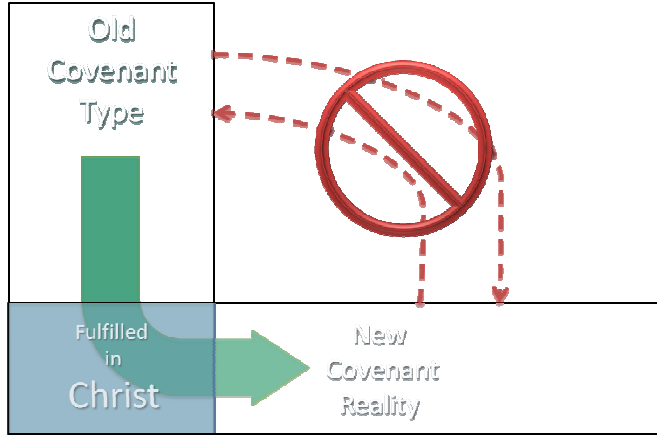 Old
Covenant
Type
Fulfilled
in
Christ
New
Covenant
Reality